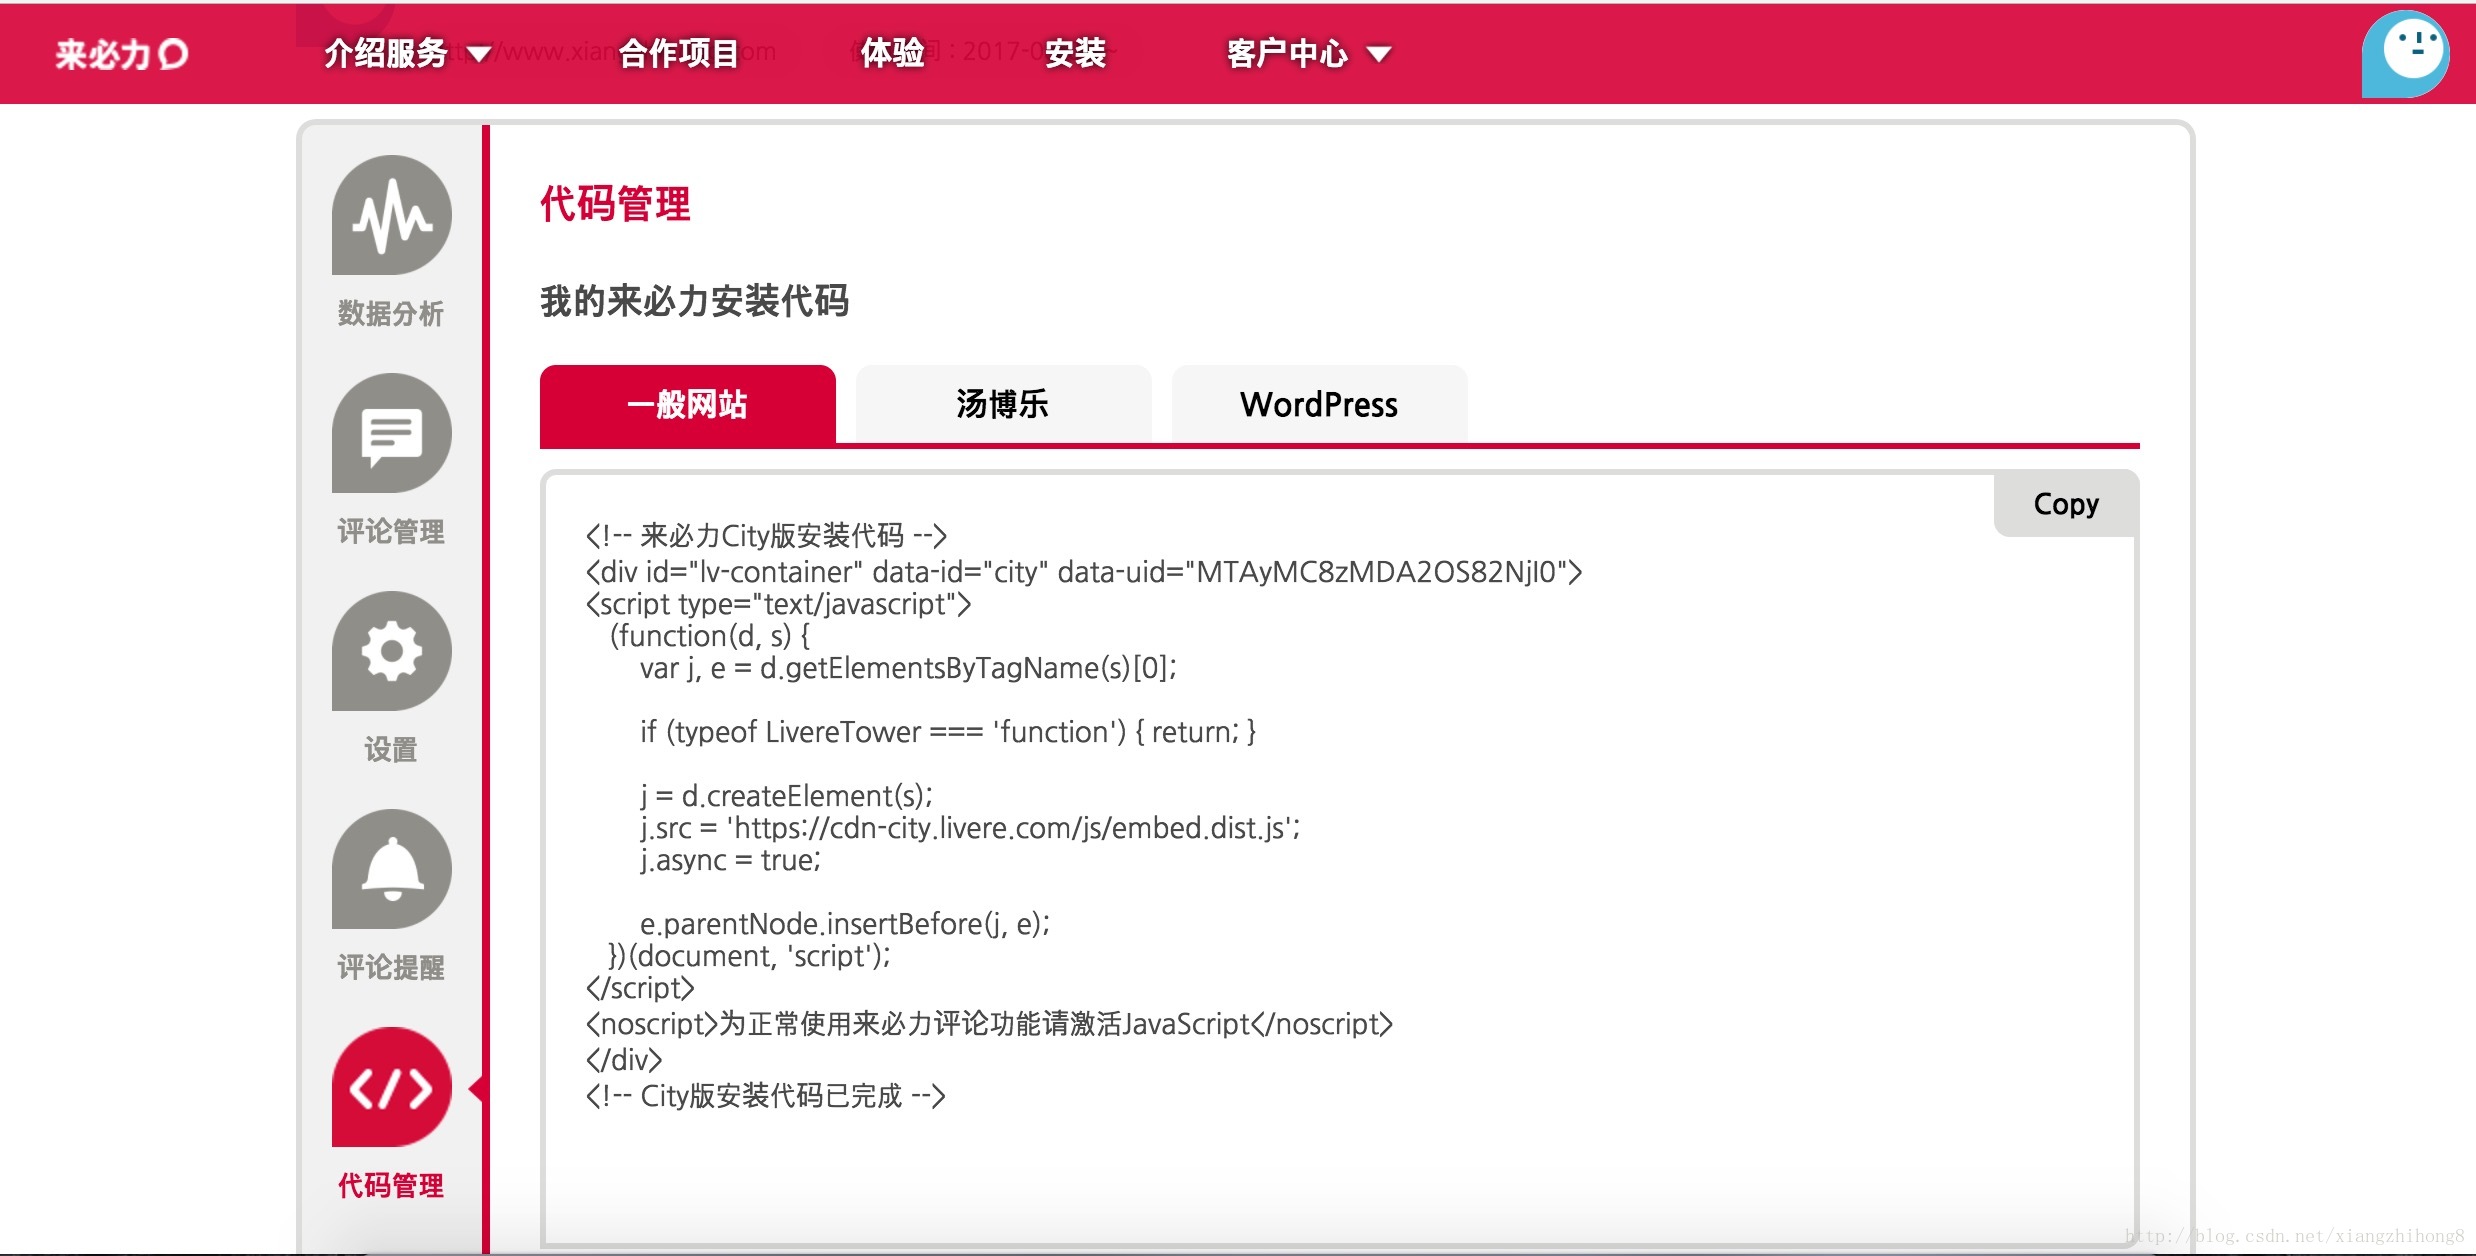 来必力
介绍服务
合作项目
体验
安装
客户中心
数据分析
评论管理
设置
评论提醒
代码管理
代码管理
我的来必力安装代码
一般网站
汤博乐
WordPress
Copy
<!-- 来必力City版安装代码 -->
<div id="lv-container" data-id="city" data-uid="MTAyMC8zMDA2OS82NjI0">
<script type="text/javascript">
(function(d, s) {
var j, e = d.getElementsByTagName(s)[0];
if (typeof LivereTower === 'function') { return; }
j = d.createElement(s);
j.src = 'https://cdn-city.livere.com/js/embed.dist.js';
j.async = true;
e.parentNode.insertBefore(j, e);
})(document, 'script');
</script>
<noscript>为正常使用来必力评论功能请激活JavaScript</noscript>
</div>
<!-- City版安装代码已完成 -->
http://blog.csdn.net/xiangzhihong8